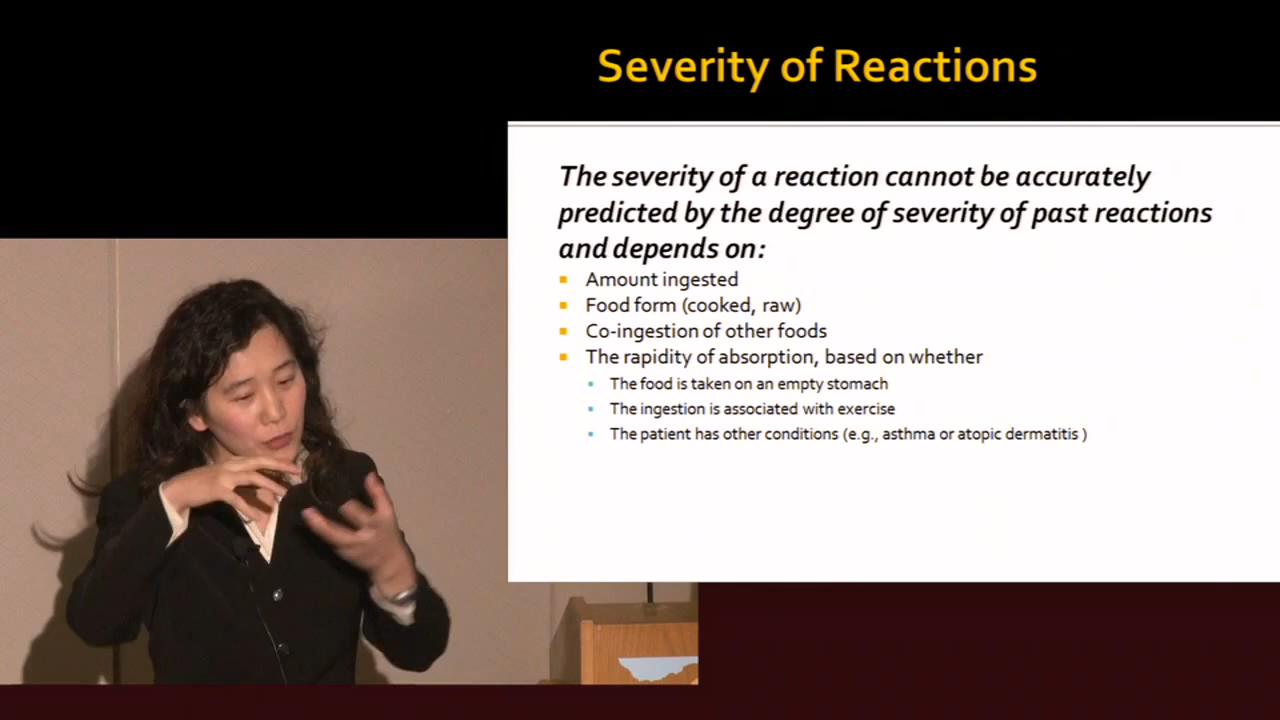 Severity of Reactions
The severity of a reaction cannot be accurately
predicted by the degree of severity of past reactions
and depends on:
Amount ingested
Food form (cooked, raw)
Co-ingestion of other foods
The rapidity of absorption, based on whether
The food is taken on an empty stomach
The ingestion is associated with exercise
The patient has other conditions (e.g., asthma or atopic dermatitis )